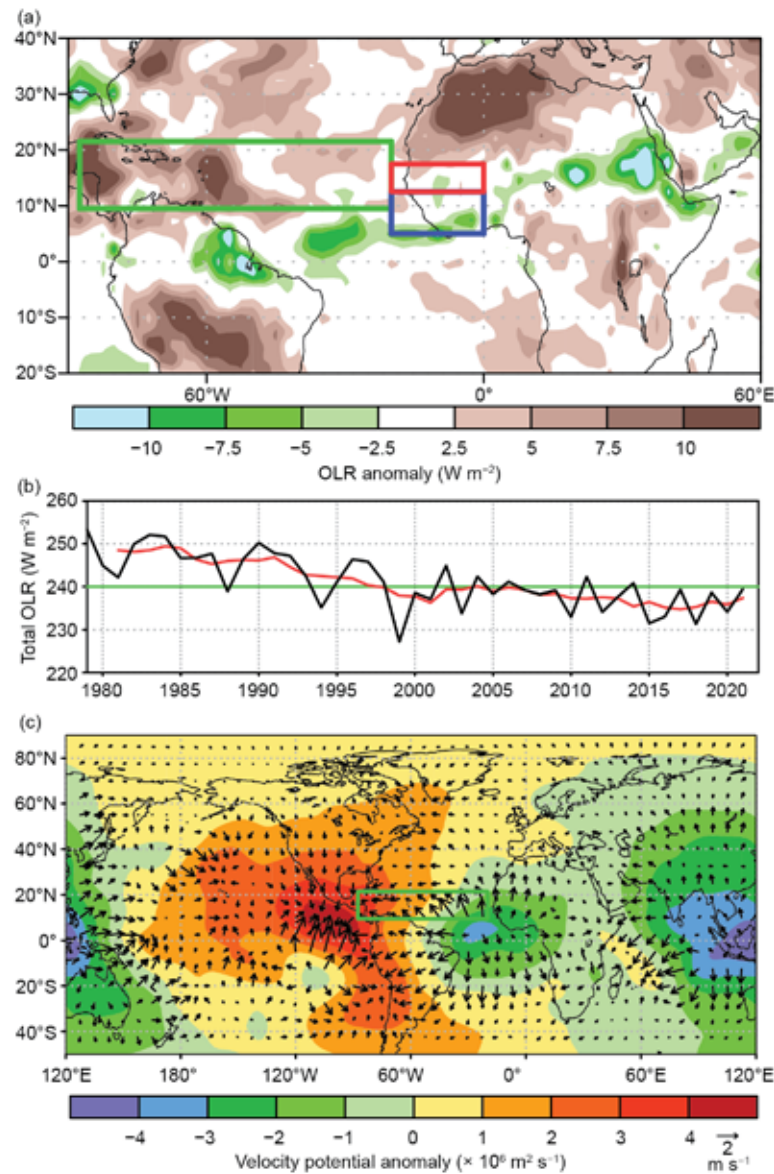 (a)
40°N
30°N
20°N
10°N
0°
10°S
20°S
60°W 0° 60°E
−10 −7.5 −5 −2.5 2.5 5 7.5 10
OLR anomaly (W m⁻²)
(b)
260
250
240
230
220
Total OLR (W m⁻²)
1980 1985 1990 1995 2000 2005 2010 2015 2020
(c)
80°N
60°N
40°N
20°N
0°
20°S
40°S
120°E 180° 120°W 60°W 0° 60°E 120°E
−4 −3 −2 −1 0 1 2 3 4 2
Velocity potential anomaly (× 10⁶ m² s⁻¹) m s⁻¹